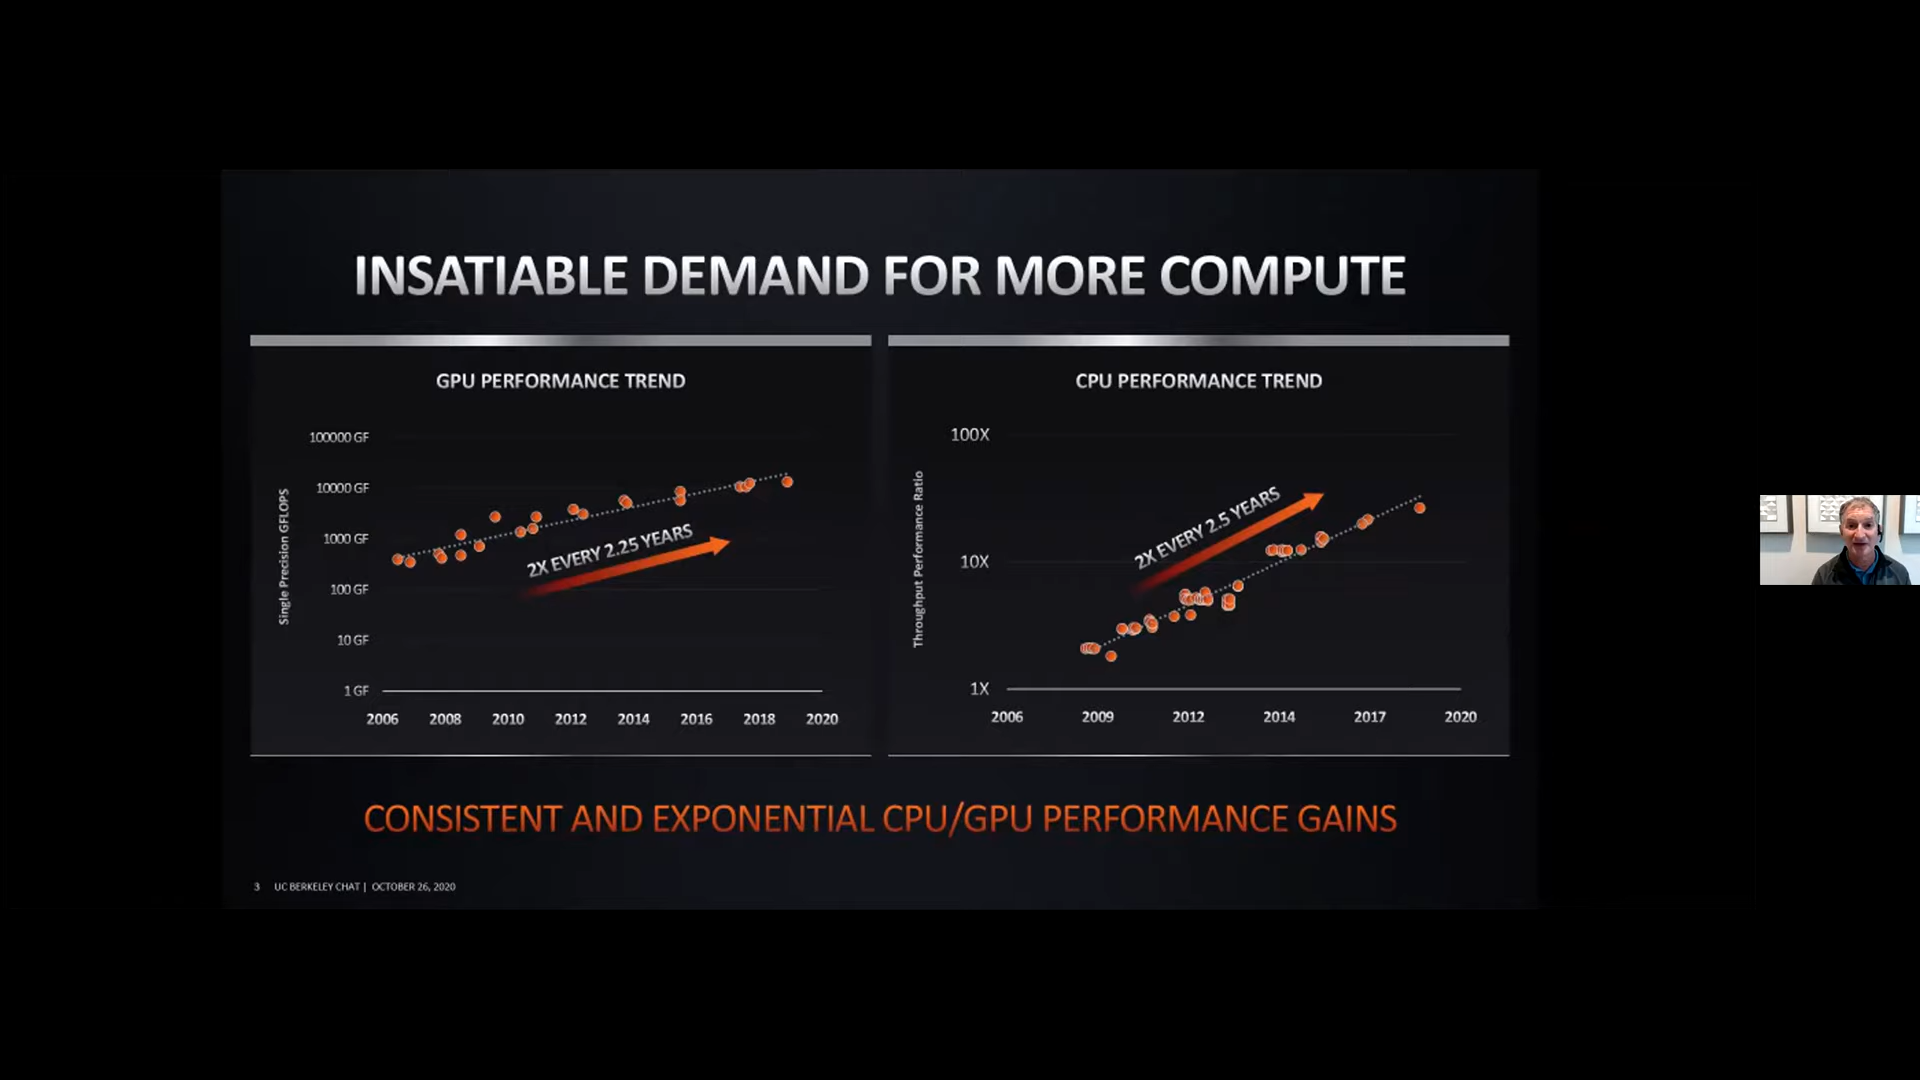 INSATIABLE DEMAND FOR MORE COMPUTE
GPU PERFORMANCE TREND
100000 GF
10000 GF
1000 GF
100 GF
10 GF
1 GF
Single Precision GFLOPS
2X EVERY 2.25 YEARS
2006 2008 2010 2012 2014 2016 2018 2020
CPU PERFORMANCE TREND
100X
10X
1X
Throughput Performance Ratio
2X EVERY 2.5 YEARS
2006 2009 2012 2014 2017 2020
CONSISTENT AND EXPONENTIAL CPU/GPU PERFORMANCE GAINS
3 UC BERKELEY CHAT | OCTOBER 26, 2020